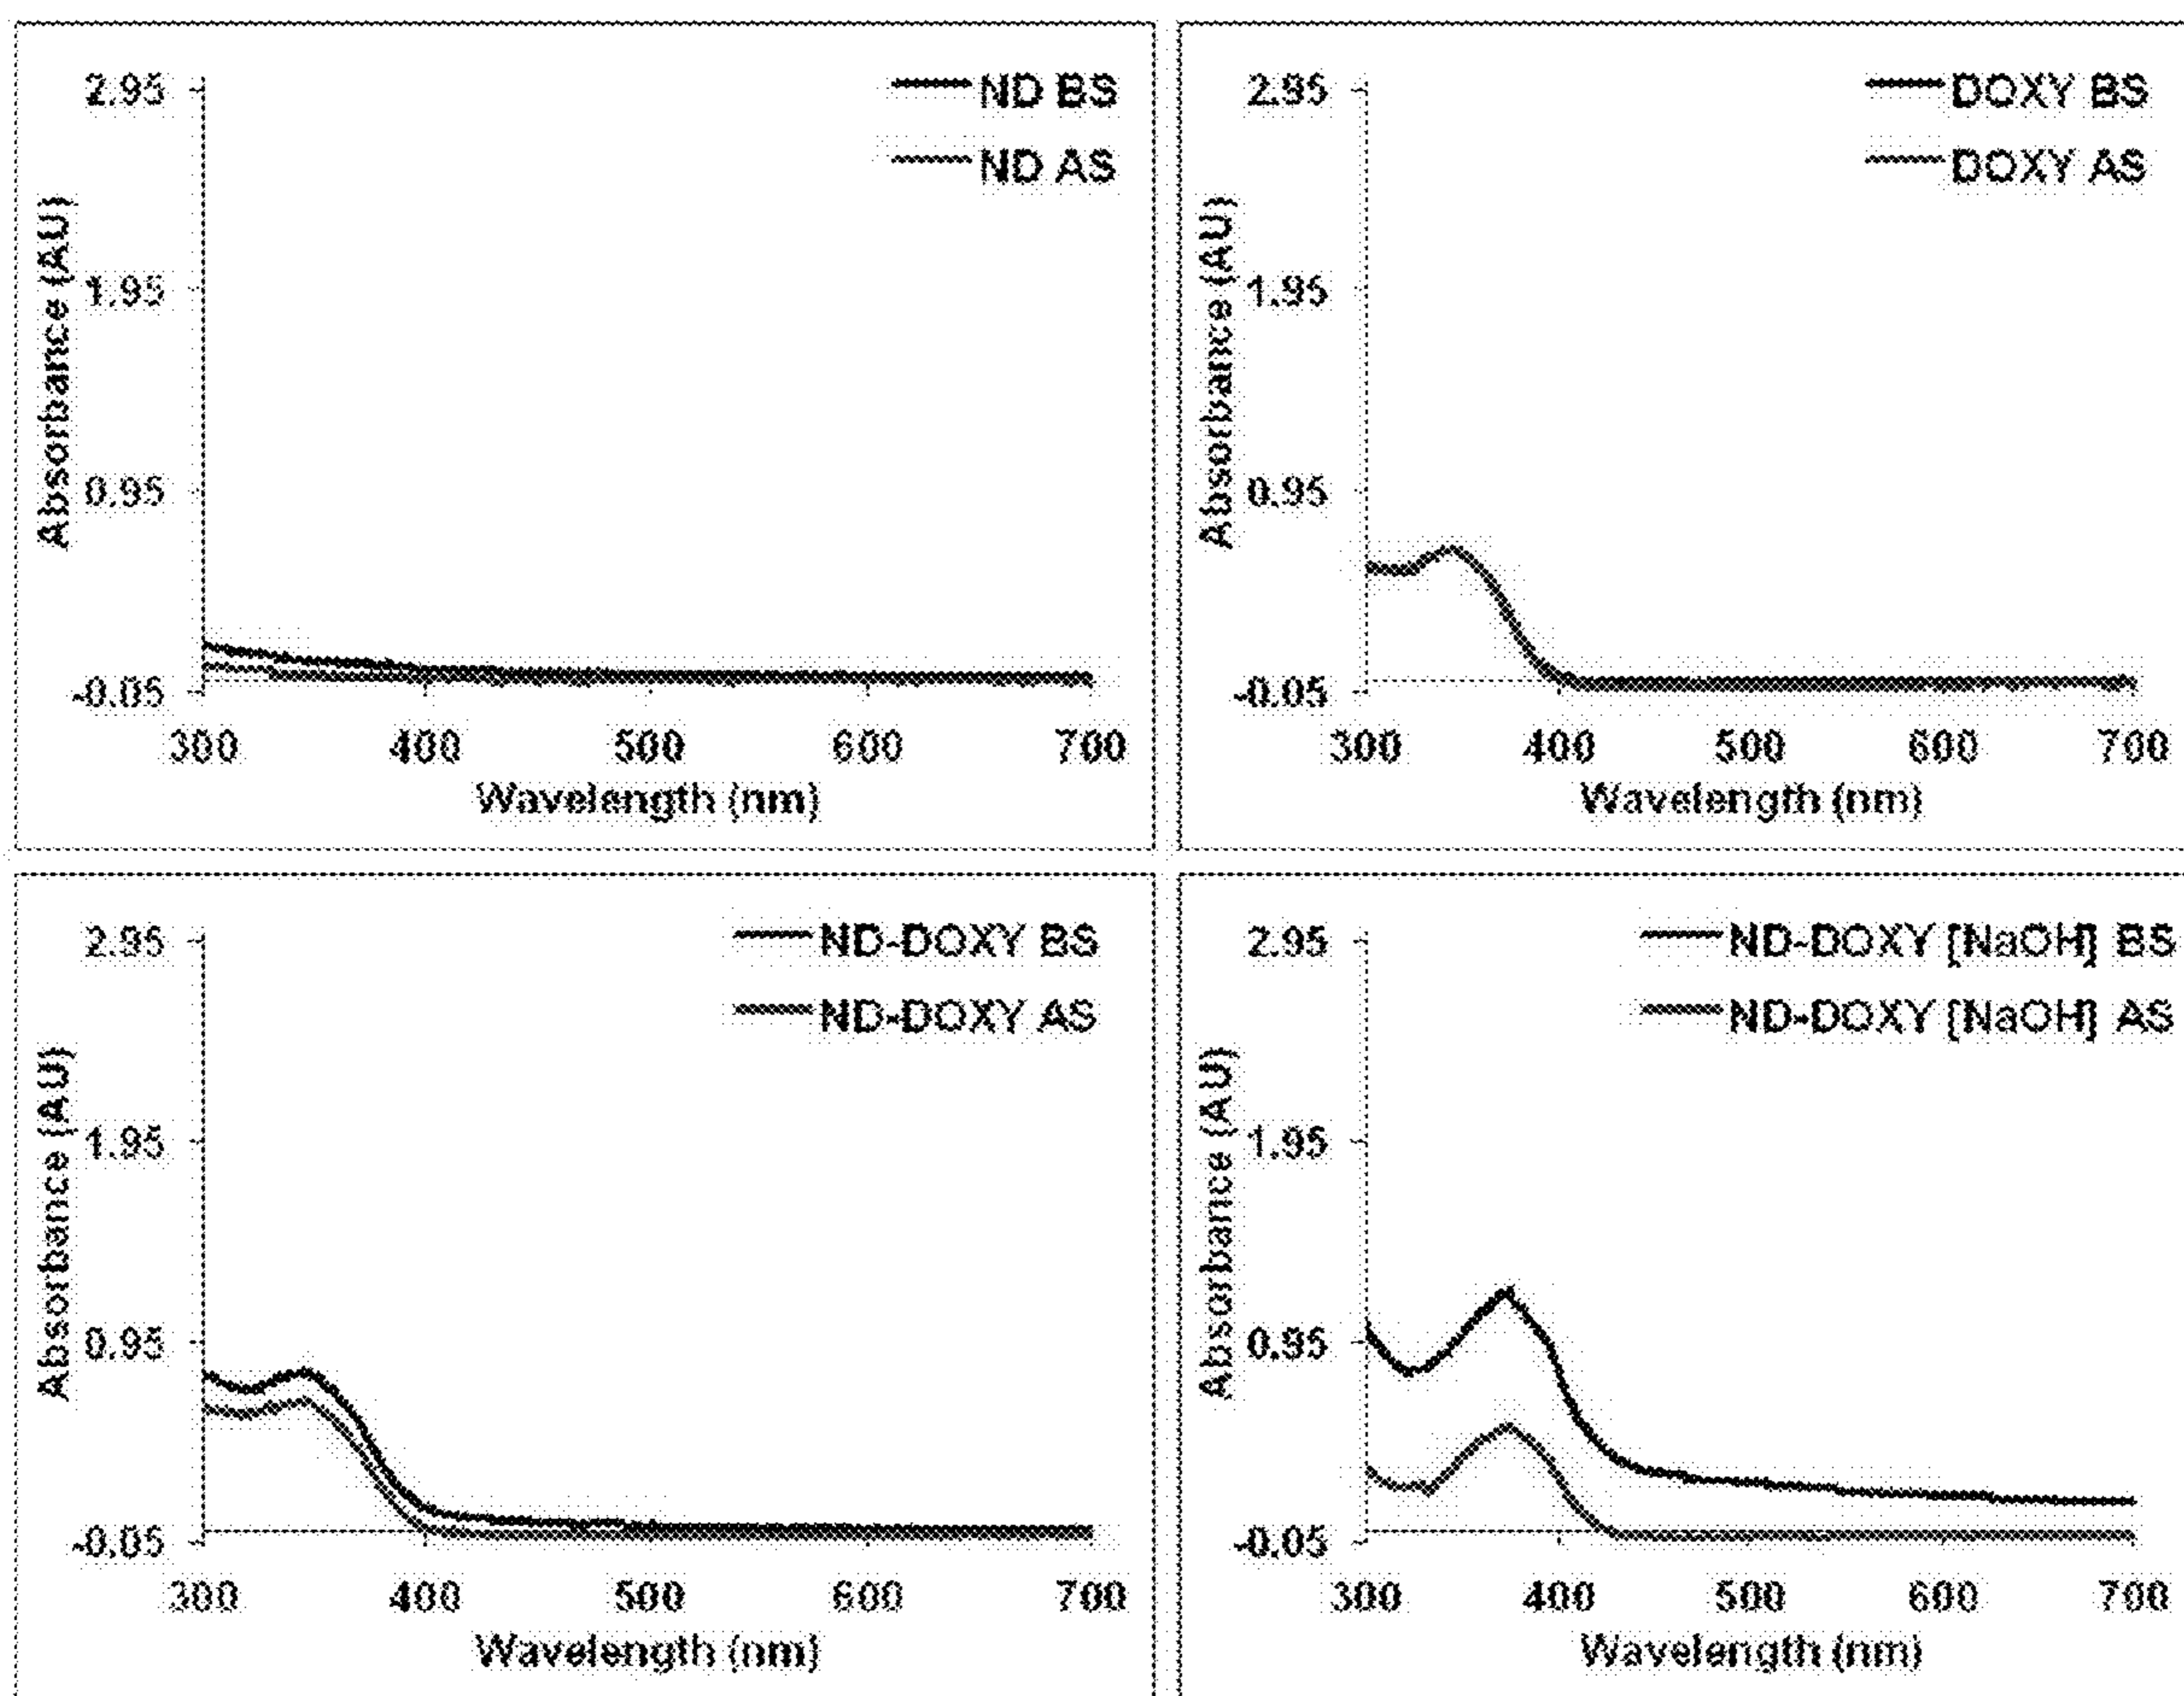 2.95
ND BS
ND AS
1.95
Absorbance (AU)
0.95
-0.05
300 400 500 600 700
Wavelength (nm)
2.95
DOXY BS
DOXY AS
1.95
Absorbance (AU)
0.95
-0.05
300 400 500 600 700
Wavelength (nm)
2.95
ND-DOXY BS
ND-DOXY AS
1.95
Absorbance (AU)
0.95
-0.05
300 400 500 600 700
Wavelength (nm)
2.95
ND-DOXY [NaOH] BS
ND-DOXY [NaOH] AS
1.95
Absorbance (AU)
0.95
-0.05
300 400 500 600 700
Wavelength (nm)